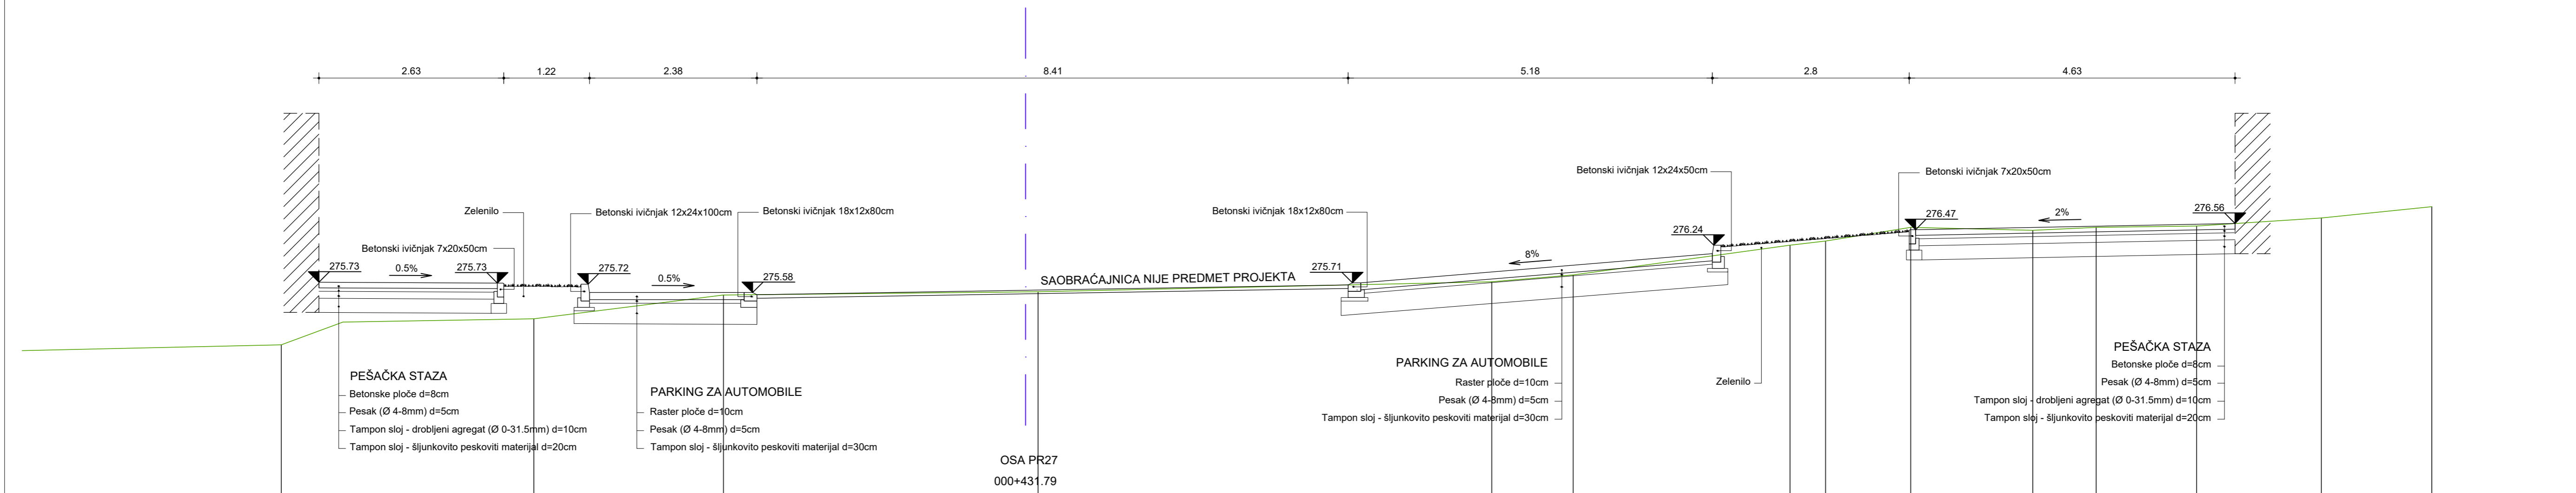 2.63
1.22
2.38
8.41
5.18
2.8
4.63
Zelenilo
Betonski ivičnjak 12x24x100cm
Betonski ivičnjak 18x12x80cm
Betonski ivičnjak 7x20x50cm
275.73
0.5%
275.73
275.72
0.5%
275.58
SAOBRAĆAJNICA NIJE PREDMET PROJEKTA
Betonski ivičnjak 18x12x80cm
275.71
8%
Betonski ivičnjak 12x24x50cm
276.24
Betonski ivičnjak 7x20x50cm
276.47
2%
276.56
PEŠAČKA STAZA
Betonske ploče d=8cm
Pesak (Ø 4-8mm) d=5cm
Tampon sloj - drobljeni agregat (Ø 0-31.5mm) d=10cm
Tampon sloj - šljunkovito peskoviti materijal d=20cm
PARKING ZA AUTOMOBILE
Raster ploče d=10cm
Pesak (Ø 4-8mm) d=5cm
Tampon sloj - šljunkovito peskoviti materijal d=30cm
OSA PR27
000+431.79
PARKING ZA AUTOMOBILE
Raster ploče d=10cm
Pesak (Ø 4-8mm) d=5cm
Tampon sloj - šljunkovito peskoviti materijal d=30cm
Zelenilo
PEŠAČKA STAZA
Betonske ploče d=8cm
Pesak (Ø 4-8mm) d=5cm
Tampon sloj - drobljeni agregat (Ø 0-31.5mm) d=10cm
Tampon sloj - šljunkovito peskoviti materijal d=20cm